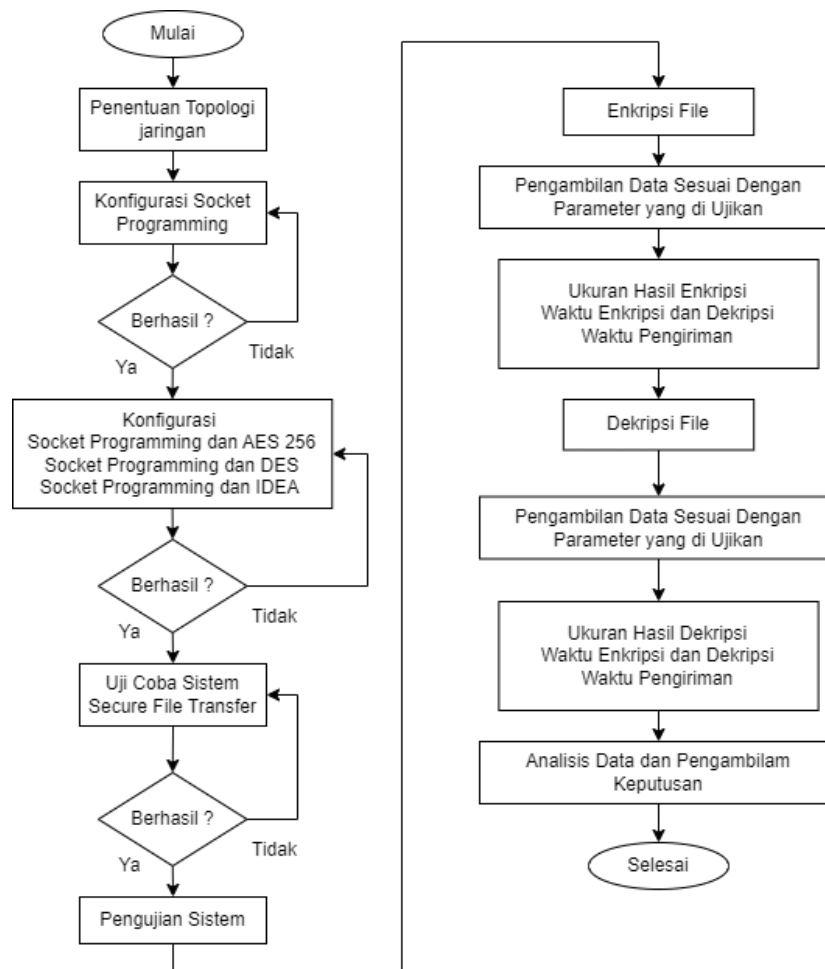 Mulai
Penentuan Topologi
jaringan
Konfigurasi Socket
Programming
Berhasil ?
Tidak
Ya
Konfigurasi
Socket Programming dan AES 256
Socket Programming dan DES
Socket Programming dan IDEA
Berhasil ?
Tidak
Ya
Uji Coba Sistem
Secure File Transfer
Berhasil ?
Tidak
Ya
Pengujian Sistem
Enkripsi File
Pengambilan Data Sesuai Dengan
Parameter yang di Ujikan
Ukuran Hasil Enkripsi
Waktu Enkripsi dan Dekripsi
Waktu Pengiriman
Dekripsi File
Pengambilan Data Sesuai Dengan
Parameter yang di Ujikan
Ukuran Hasil Dekripsi
Waktu Enkripsi dan Dekripsi
Waktu Pengiriman
Analisis Data dan Pengambilam
Keputusan
Selesai